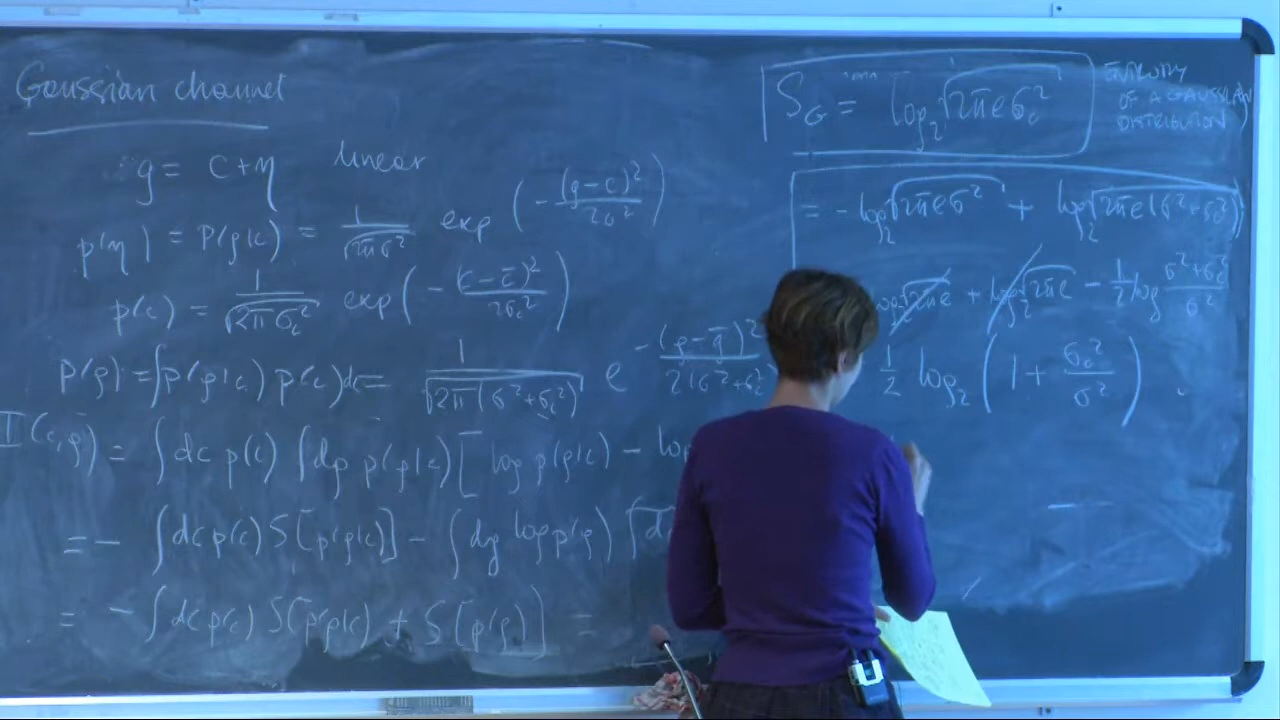 Gaussian channel
g = c + η linear
p(η) = p(g|c) = 1/√(2πσ²) exp(-(g-c)²/2σ²)
p(c) = 1/√(2πσc²) exp(-(c-c̄)²/2σc²)
p(g) = ∫p(g|c) p(c)dc = 1/√(2π(σ²+σc²)) e^-(g-ḡ)²/2(σ²+σc²)
I(c,g) = ∫dc p(c) ∫dg p(g|c) [log p(g|c) - log
= - ∫dc p(c) S[p(g|c)] - ∫dg log p(g)
= - ∫dc p(c) S[p(g|c)] + S[p(g)] =
S_G = log₂√(2πeσc²)
ENTROPY
OF A GAUSSIAN
DISTRIBUTION)
= -log₂√(2πeσ²) + log₂√(2πe(σ²+σc²))
√2πe + log₂√2πe - 1/2 log (σ²+σc²)/σ²
1/2 log₂ (1 + σc²/σ²)